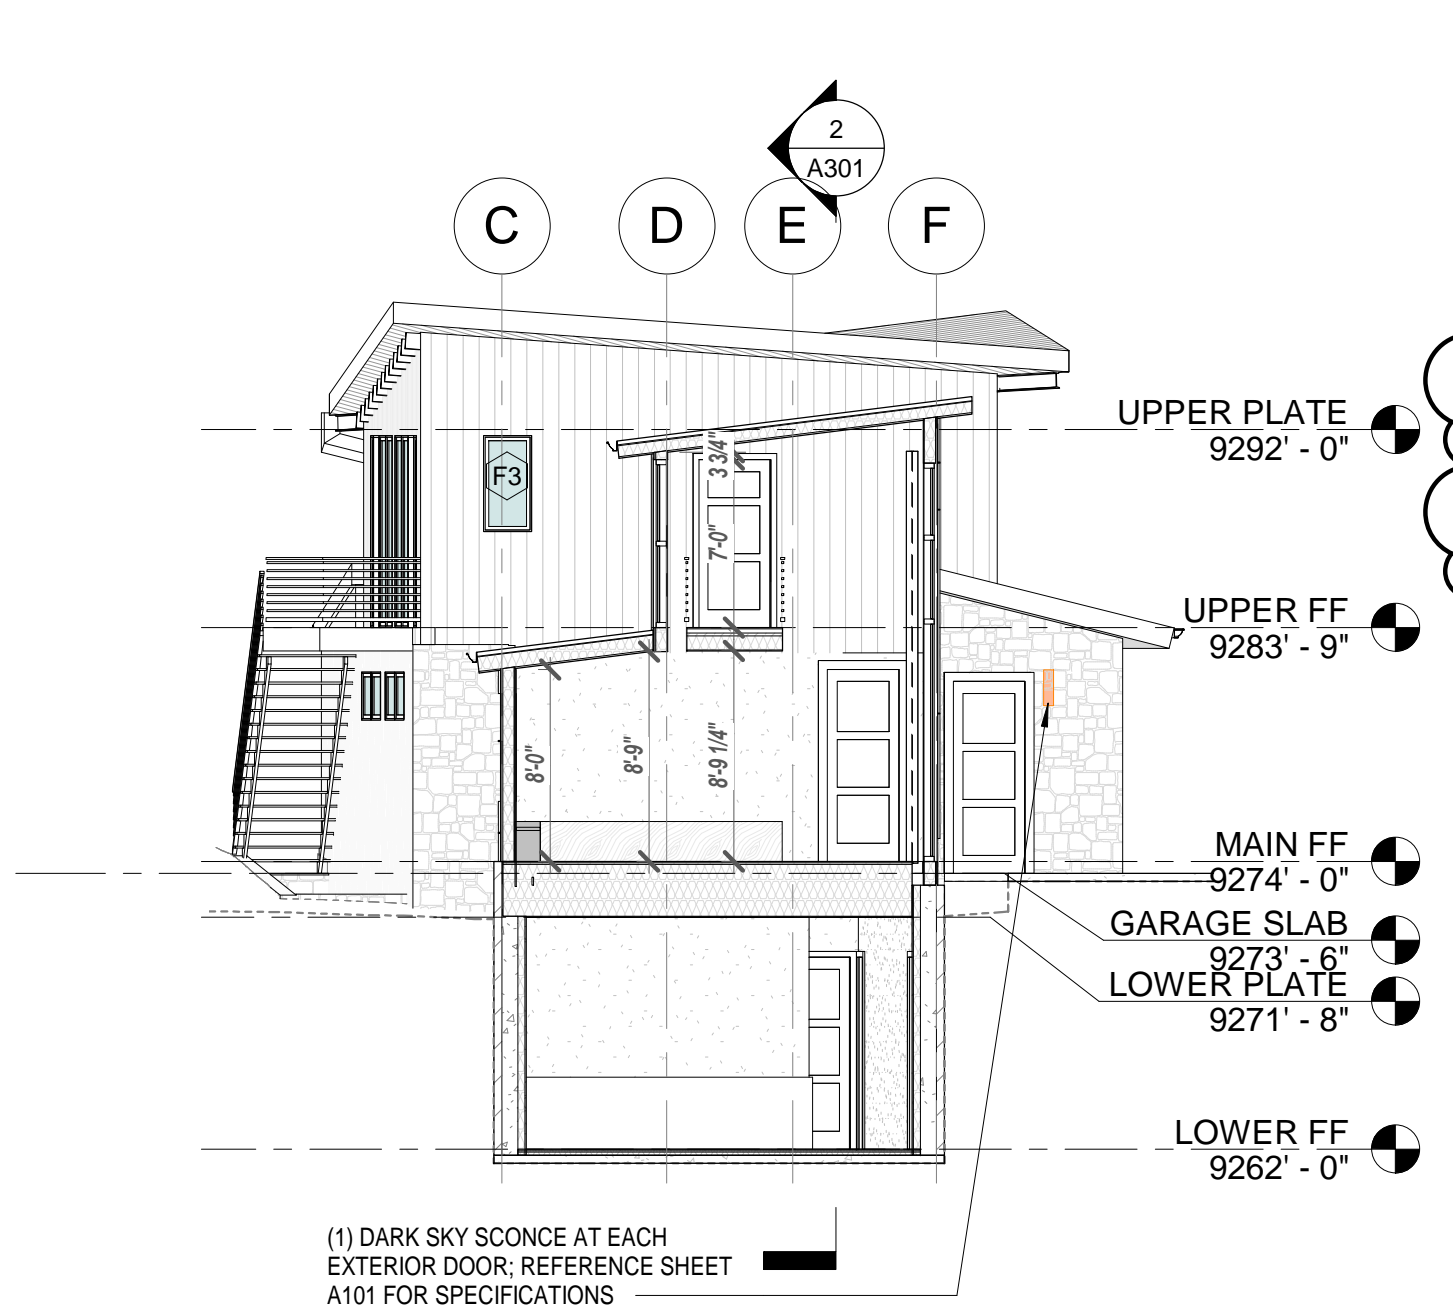 2
A301
C
D
E
F
UPPER PLATE
9292' - 0"
3 3/4"
F3
7'-0"
UPPER FF
9283' - 9"
8'-0"
8'-9"
8'-9 1/4"
MAIN FF
9274' - 0"
GARAGE SLAB
9273' - 6"
LOWER PLATE
9271' - 8"
LOWER FF
9262' - 0"
(1) DARK SKY SCONCE AT EACH
EXTERIOR DOOR; REFERENCE SHEET
A101 FOR SPECIFICATIONS